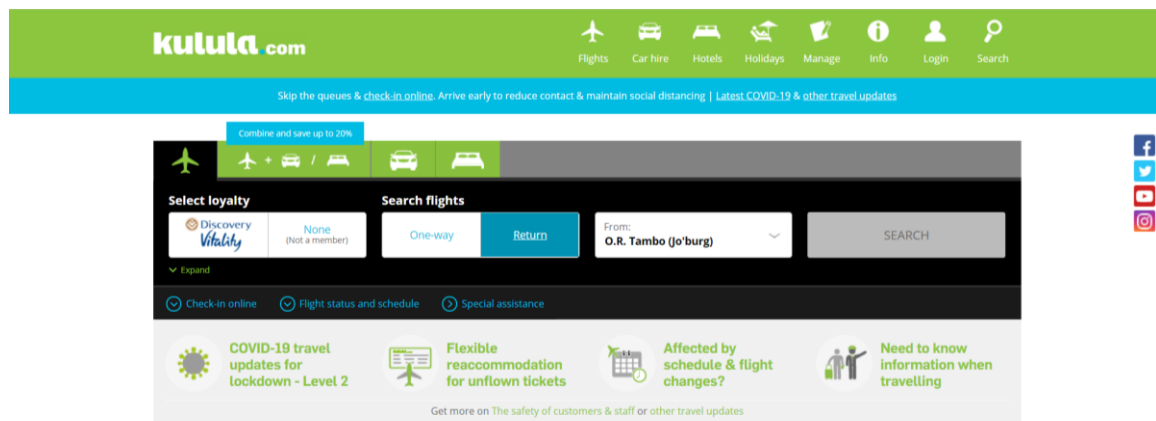 kulula.com
Flights Car hire Hotels Holidays Manage Info Login Search
Skip the queues & check-in online. Arrive early to reduce contact & maintain social distancing | Latest COVID-19 & other travel updates
Combine and save up to 20%
+ /
Select loyalty Search flights
Discovery
Vitality
None
(Not a member)
One-way Return
From:
O.R. Tambo (Jo'burg)
SEARCH
Expand
Check-in online Flight status and schedule Special assistance
COVID-19 travel
updates for
lockdown - Level 2
Flexible
reaccommodation
for unflown tickets
Affected by
schedule & flight
changes?
Need to know
information when
travelling
Get more on The safety of customers & staff or other travel updates